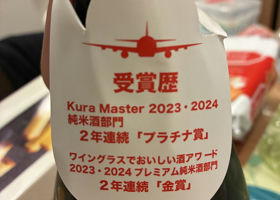 受賞歴
Kura Master 2023・2024
純米酒部門
2年連続「プラチナ賞」
ワイングラスでおいしい酒アワード
2023・2024 プレミアム純米酒部門
2年連続「金賞」